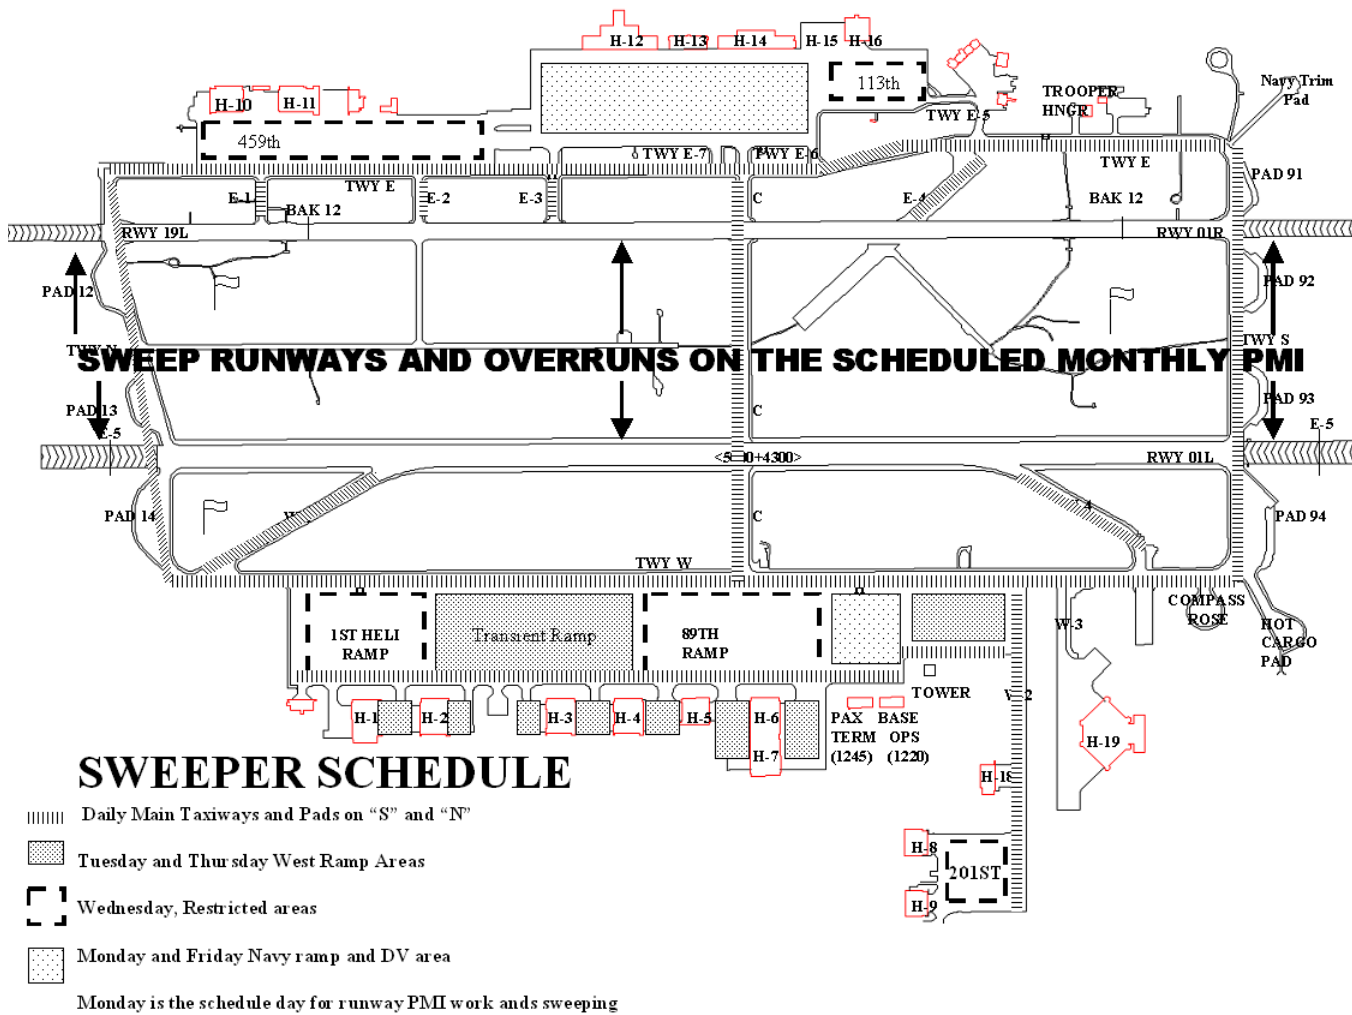 H-12
H-13
H-14
H-15
H-16
113th
TROOPER
HNGR
Navy Trim
Pad
H-10
H-11
459th
TWY E-5
TWY E-7
TWY E-6
TWY E
TWY E
PAD 91
E-1
BAK 12
E-2
E-3
C
E-4
BAK 12
RWY 19L
RWY 01R
PAD 12
PAD 92
TWY N
TWY S
SWEEP RUNWAYS AND OVERRUNS ON THE SCHEDULED MONTHLY PMI
PAD 13
C
PAD 93
E-5
E-5
RWY 01L
PAD 14
C
PAD 94
TWY W
COMPASS
ROSE
1ST HELI
RAMP
Transient Ramp
89TH
RAMP
W-3
HOT
CARGO
PAD
TOWER
W-2
H-1
H-2
H-3
H-4
H-5
H-6
H-7
PAX
TERM
(1245)
BASE
OPS
(1220)
H-19
H-18
H-8
201ST
H-9
SWEEPER SCHEDULE
Daily Main Taxiways and Pads on “S” and “N”
Tuesday and Thursday West Ramp Areas
Wednesday, Restricted areas
Monday and Friday Navy ramp and DV area
Monday is the schedule day for runway PMI work ands sweeping